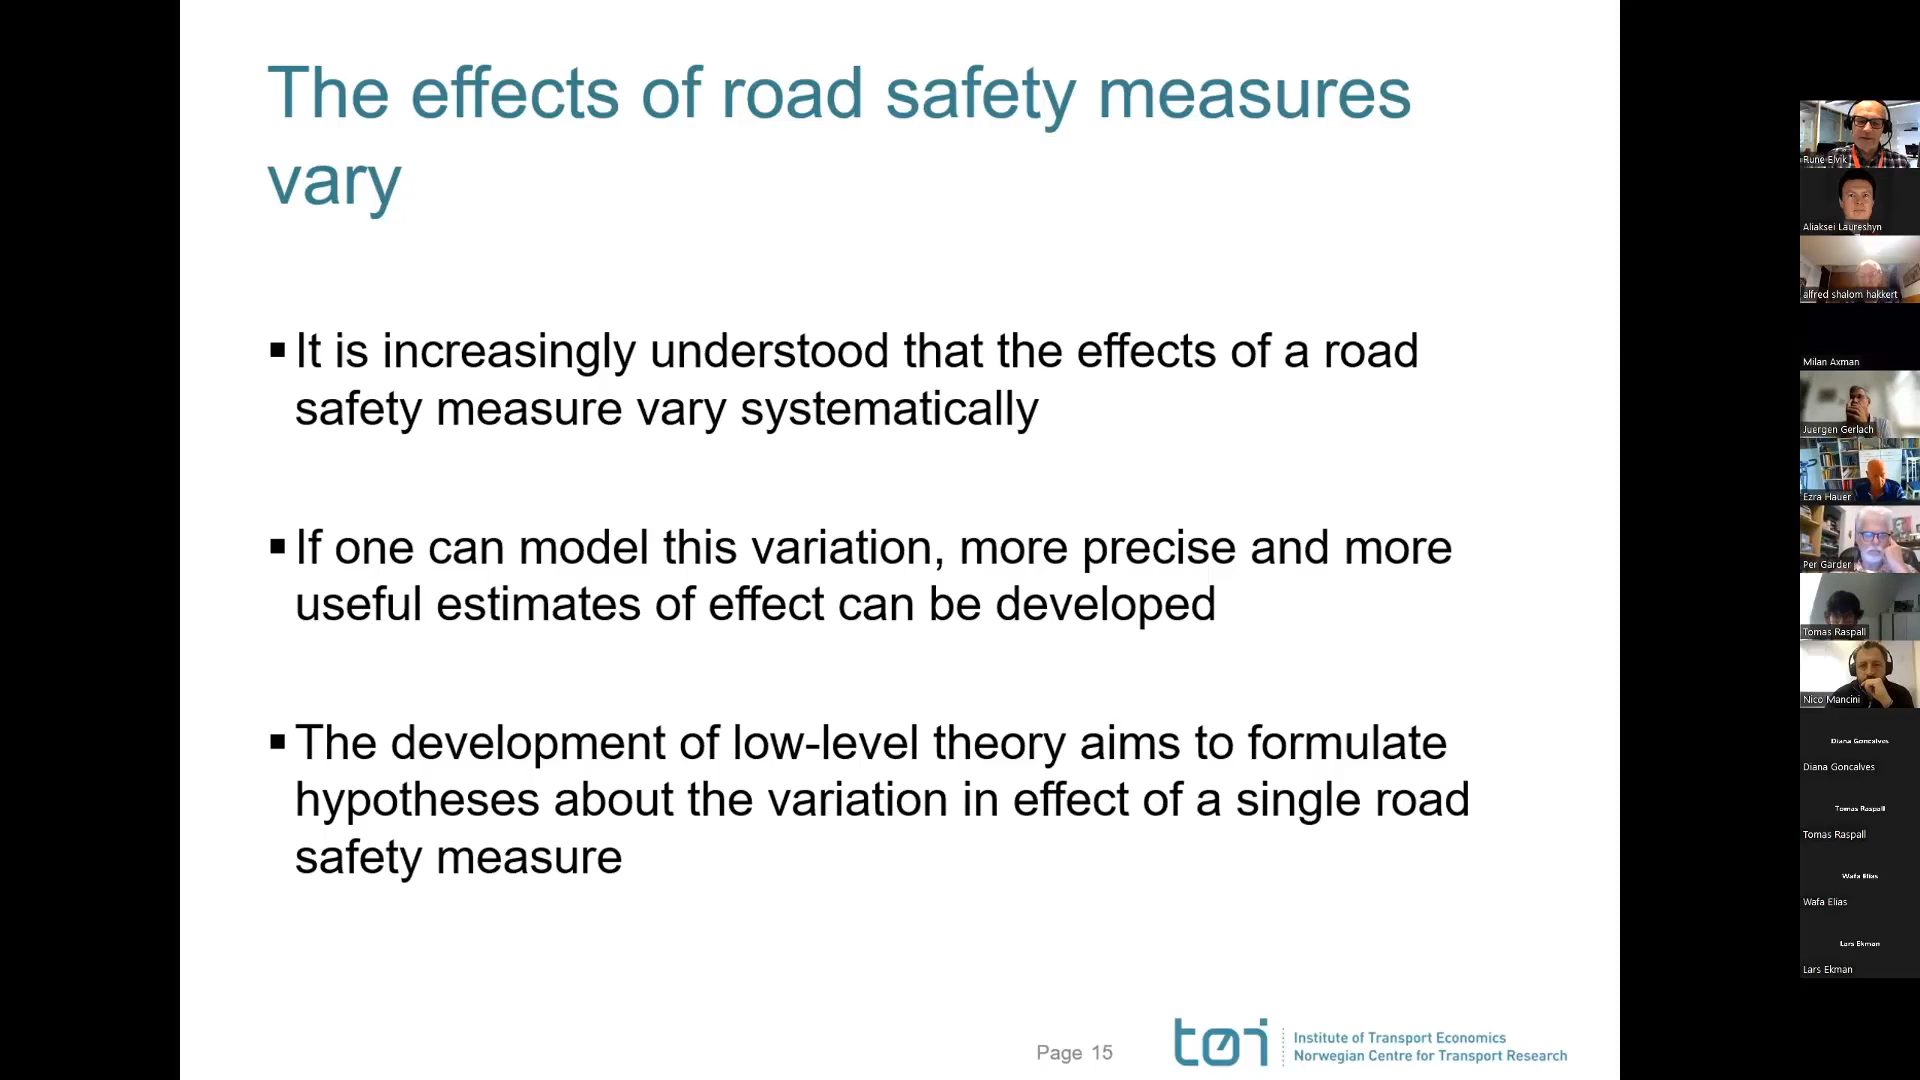 The effects of road safety measures
vary
▪ It is increasingly understood that the effects of a road
safety measure vary systematically
▪ If one can model this variation, more precise and more
useful estimates of effect can be developed
▪ The development of low-level theory aims to formulate
hypotheses about the variation in effect of a single road
safety measure
Page 15
tøi
Institute of Transport Economics
Norwegian Centre for Transport Research
Rune Elvik
Aliaksei Laureshyn
alfred shalom hakkert
Milan Axman
Juergen Gerlach
Ezra Hauer
Per Garder
Tomas Raspall
Nico Mancini
Diana Goncalves
Diana Goncalves
Tomas Raspall
Tomas Raspall
Wafa Elias
Wafa Elias
Lars Ekman
Lars Ekman